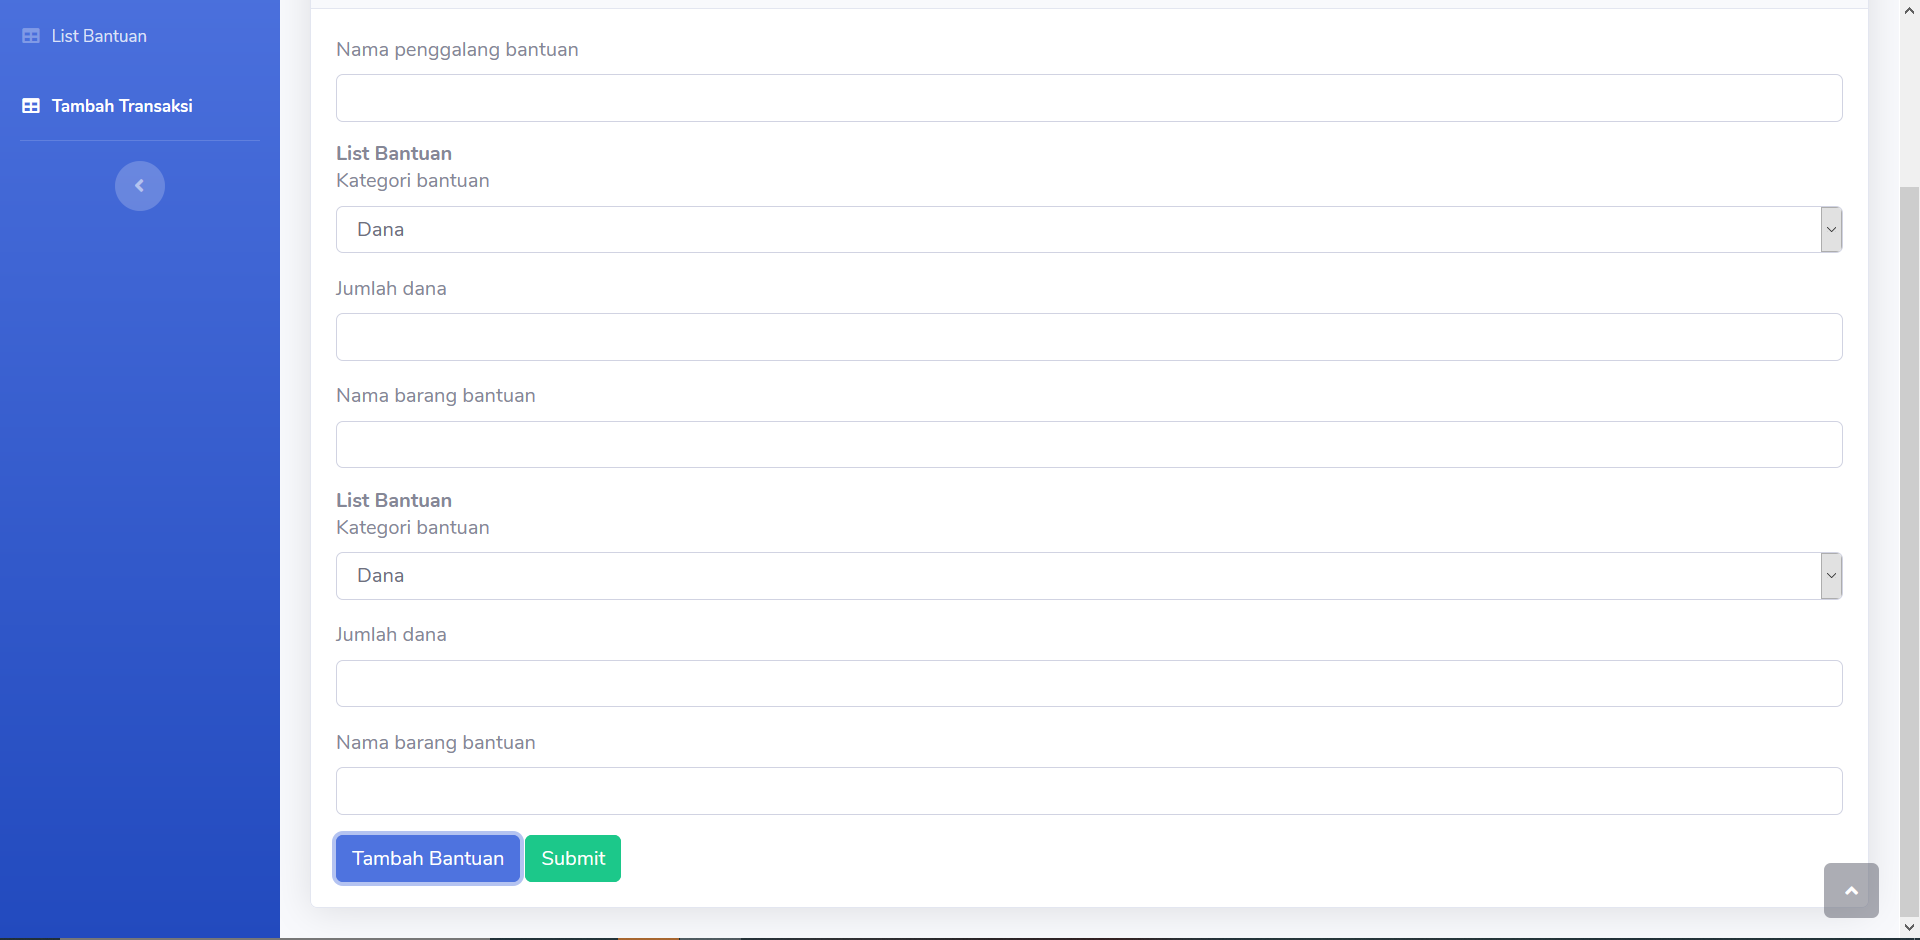 List Bantuan
Tambah Transaksi
Nama penggalang bantuan
List Bantuan
Kategori bantuan
Dana
Jumlah dana
Nama barang bantuan
List Bantuan
Kategori bantuan
Dana
Jumlah dana
Nama barang bantuan
Tambah Bantuan
Submit